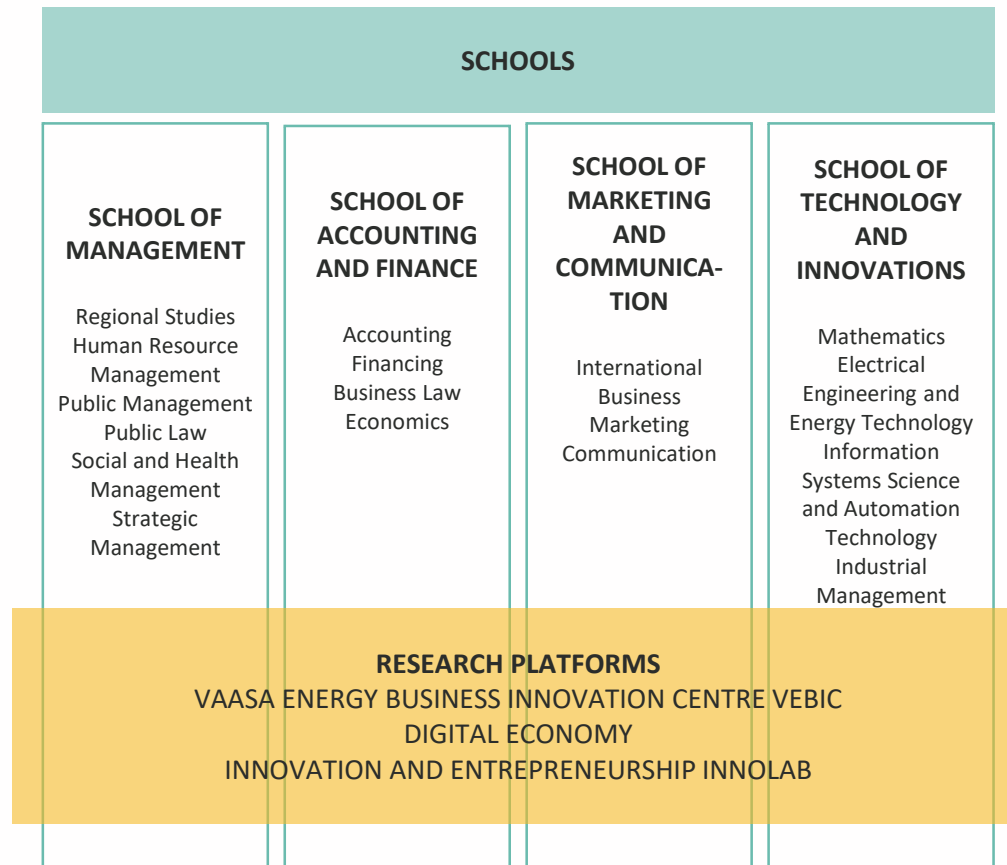 SCHOOLS
SCHOOL OF
MANAGEMENT
Regional Studies
Human Resource
Management
Public Management
Public Law
Social and Health
Management
Strategic
Management
SCHOOL OF
ACCOUNTING
AND FINANCE
Accounting
Financing
Business Law
Economics
SCHOOL OF
MARKETING
AND
COMMUNICA-
TION
International
Business
Marketing
Communication
SCHOOL OF
TECHNOLOGY
AND
INNOVATIONS
Mathematics
Electrical
Engineering and
Energy Technology
Information
Systems Science
and Automation
Technology
Industrial
Management
RESEARCH PLATFORMS
VAASA ENERGY BUSINESS INNOVATION CENTRE VEBIC
DIGITAL ECONOMY
INNOVATION AND ENTREPRENEURSHIP INNOLAB